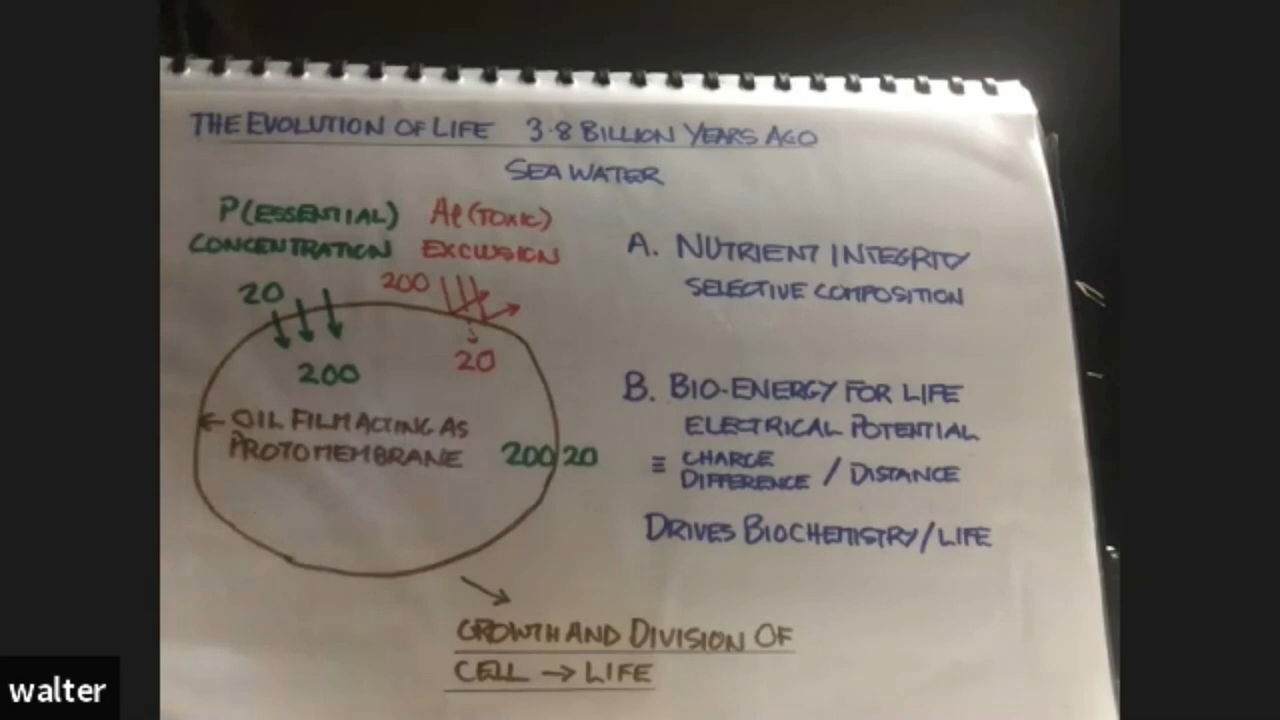 THE EVOLUTION OF LIFE 3.8 BILLION YEARS AGO
SEA WATER
P(ESSENTIAL) Al(TOXIC)
CONCENTRATION EXCLUSION
20 200
200 20
← OIL FILM ACTING AS
PROTOMEMBRANE 200 20
A. NUTRIENT INTEGRITY
SELECTIVE COMPOSITION
B. BIO-ENERGY FOR LIFE
ELECTRICAL POTENTIAL
≡ CHARGE
DIFFERENCE / DISTANCE
DRIVES BIOCHEMISTRY/LIFE
GROWTH AND DIVISION OF
CELL → LIFE
walter